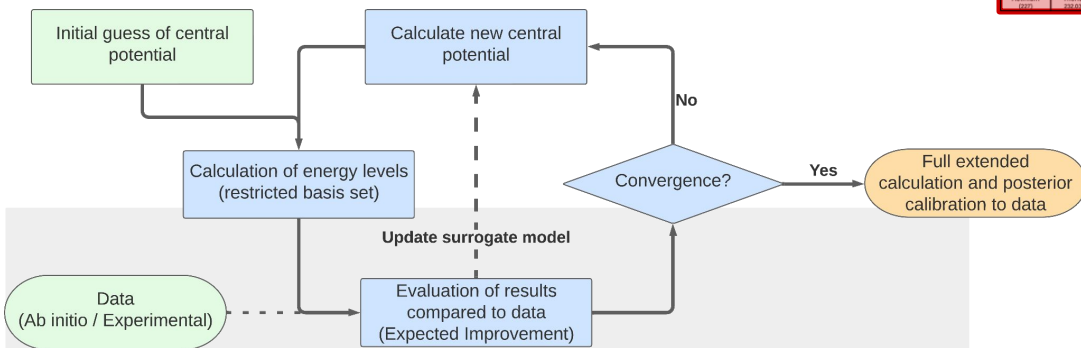 Initial guess of central
potential
Calculate new central
potential
(227)
No
Calculation of energy levels
(restricted basis set)
Convergence?
Yes
Full extended
calculation and posterior
calibration to data
Update surrogate model
Data
(Ab initio / Experimental)
Evaluation of results
compared to data
(Expected Improvement)